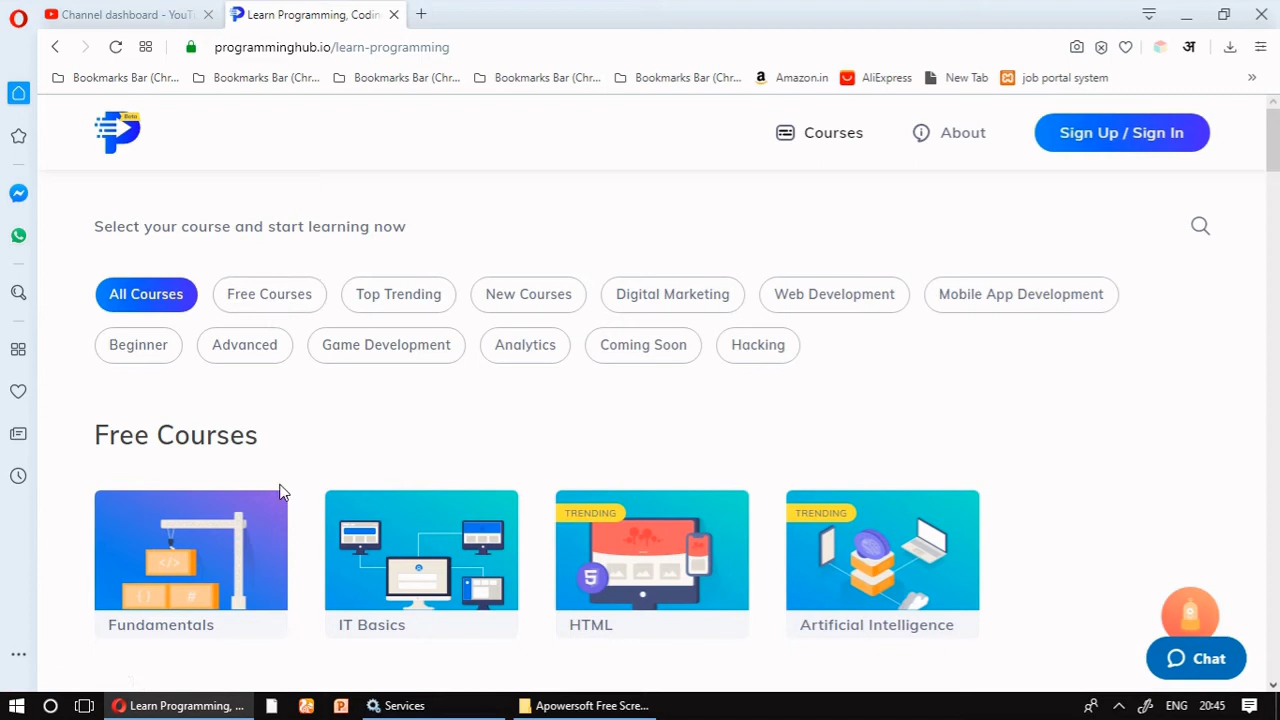 Channel dashboard - YouT
Learn Programming, Codin
programminghub.io/learn-programming
अ
Bookmarks Bar (Chr... Bookmarks Bar (Chr... Bookmarks Bar (Chr... Bookmarks Bar (Chr... Bookmarks Bar (Chr... Amazon.in AliExpress New Tab job portal system
Beta
Courses About Sign Up / Sign In
Select your course and start learning now
All Courses Free Courses Top Trending New Courses Digital Marketing Web Development Mobile App Development
Beginner Advanced Game Development Analytics Coming Soon Hacking
Free Courses
TRENDING TRENDING
</>
{ } #
5
Fundamentals IT Basics HTML Artificial Intelligence
Chat
Learn Programming, ... Services Apowersoft Free Scre... ENG 20:45